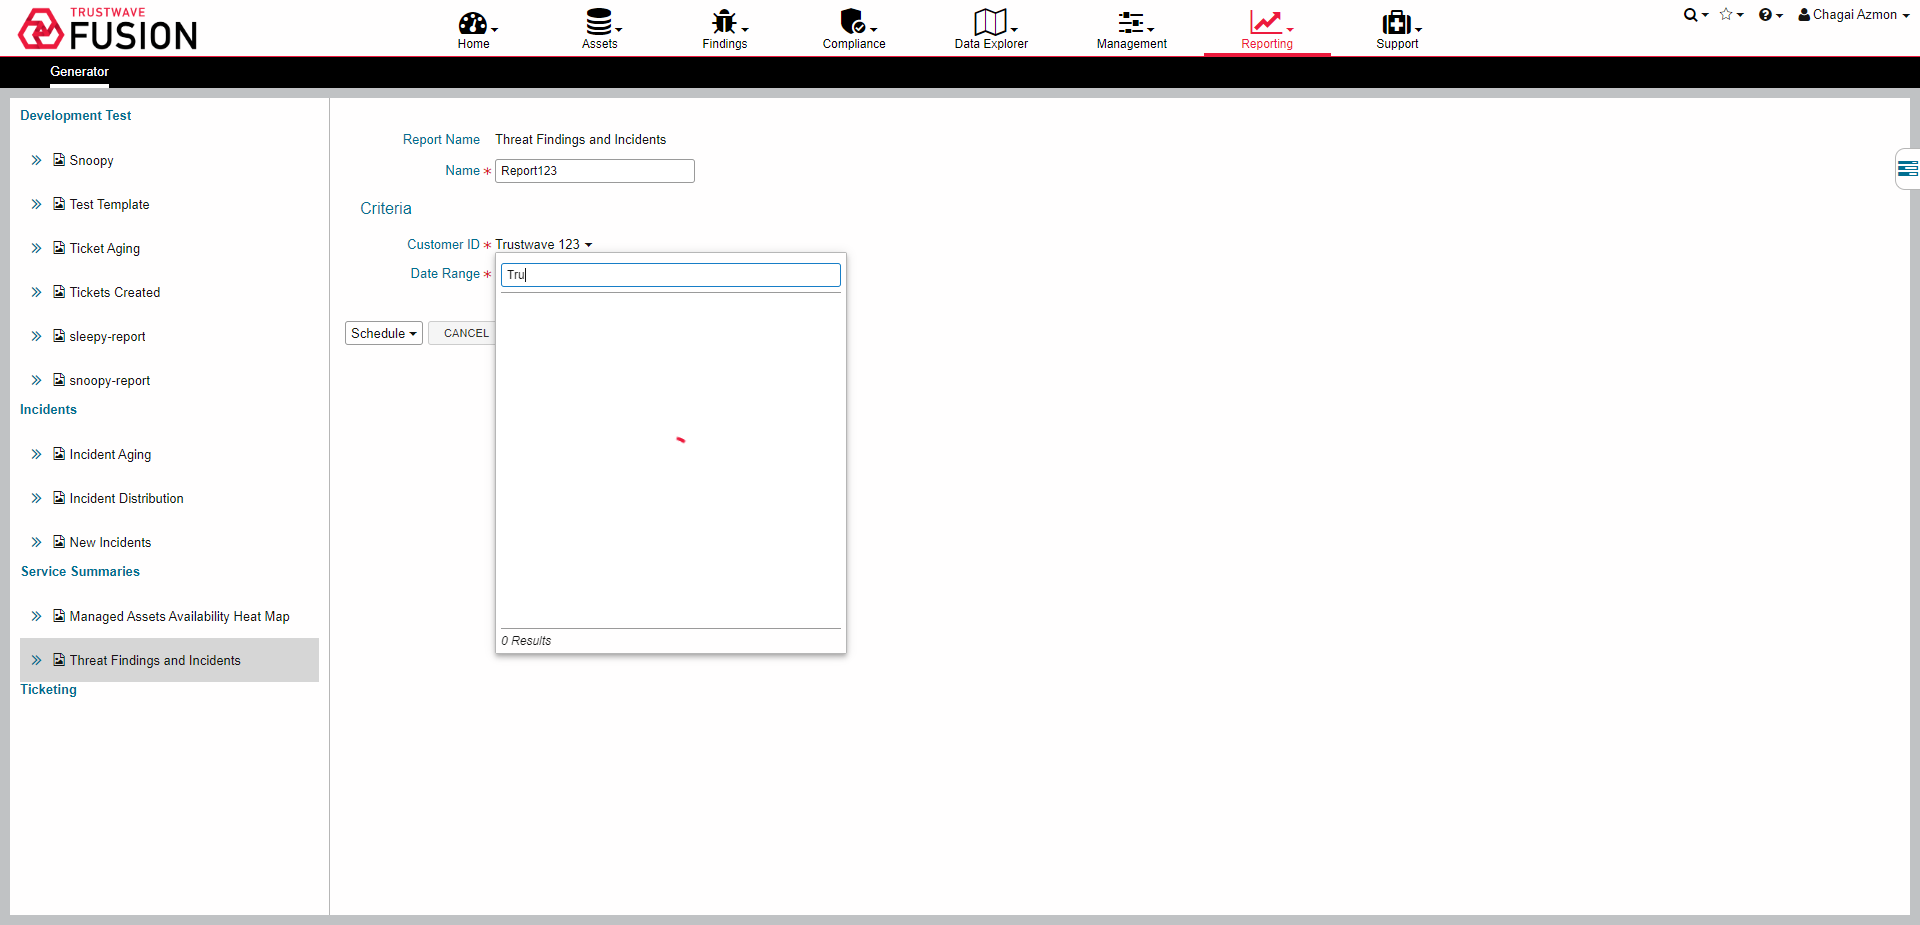 TRUSTWAVE
FUSION
Home
Assets
Findings
Compliance
Data Explorer
Management
Reporting
Support
Chagai Azmon
Generator
Development Test
Snoopy
Test Template
Ticket Aging
Tickets Created
sleepy-report
snoopy-report
Incidents
Incident Aging
Incident Distribution
New Incidents
Service Summaries
Managed Assets Availability Heat Map
Threat Findings and Incidents
Ticketing
Report Name Threat Findings and Incidents
Name * Report123
Criteria
Customer ID * Trustwave 123
Date Range *
Tru
Schedule CANCEL
0 Results